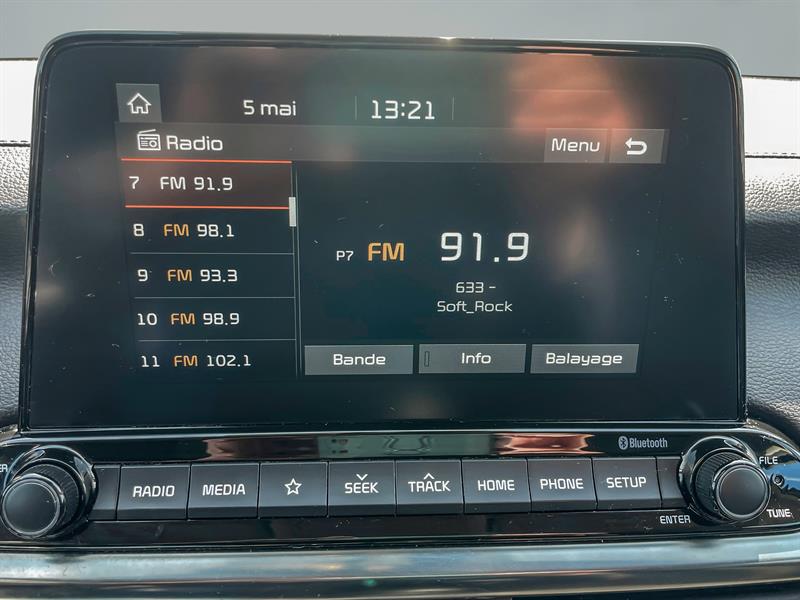 5 mai 13:21
Radio Menu
7 FM 91.9
8 FM 98.1
9 FM 93.3
10 FM 98.9
11 FM 102.1
P7 FM 91.9
633 -
Soft_Rock
Bande Info Balayage
Bluetooth
RADIO MEDIA SEEK TRACK HOME PHONE SETUP
FILE
ENTER TUNE